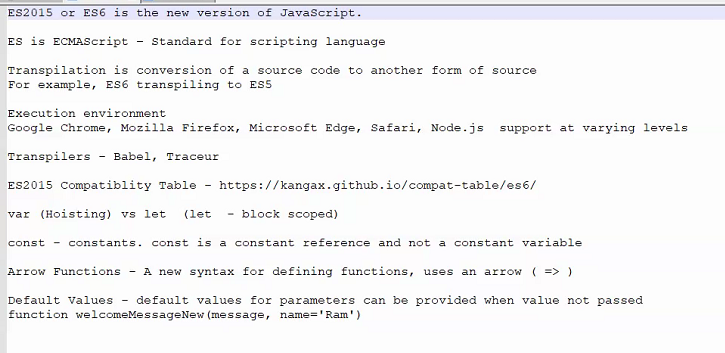 ES2015 or ES6 is the new version of JavaScript.
ES is ECMAScript - Standard for scripting language
Transpilation is conversion of a source code to another form of source
For example, ES6 transpiling to ES5
Execution environment
Google Chrome, Mozilla Firefox, Microsoft Edge, Safari, Node.js  support at varying levels
Transpilers - Babel, Traceur
ES2015 Compatiblity Table - https://kangax.github.io/compat-table/es6/
var (Hoisting) vs let  (let  - block scoped)
const - constants. const is a constant reference and not a constant variable
Arrow Functions - A new syntax for defining functions, uses an arrow ( => )
Default Values - default values for parameters can be provided when value not passed
function welcomeMessageNew(message, name='Ram')